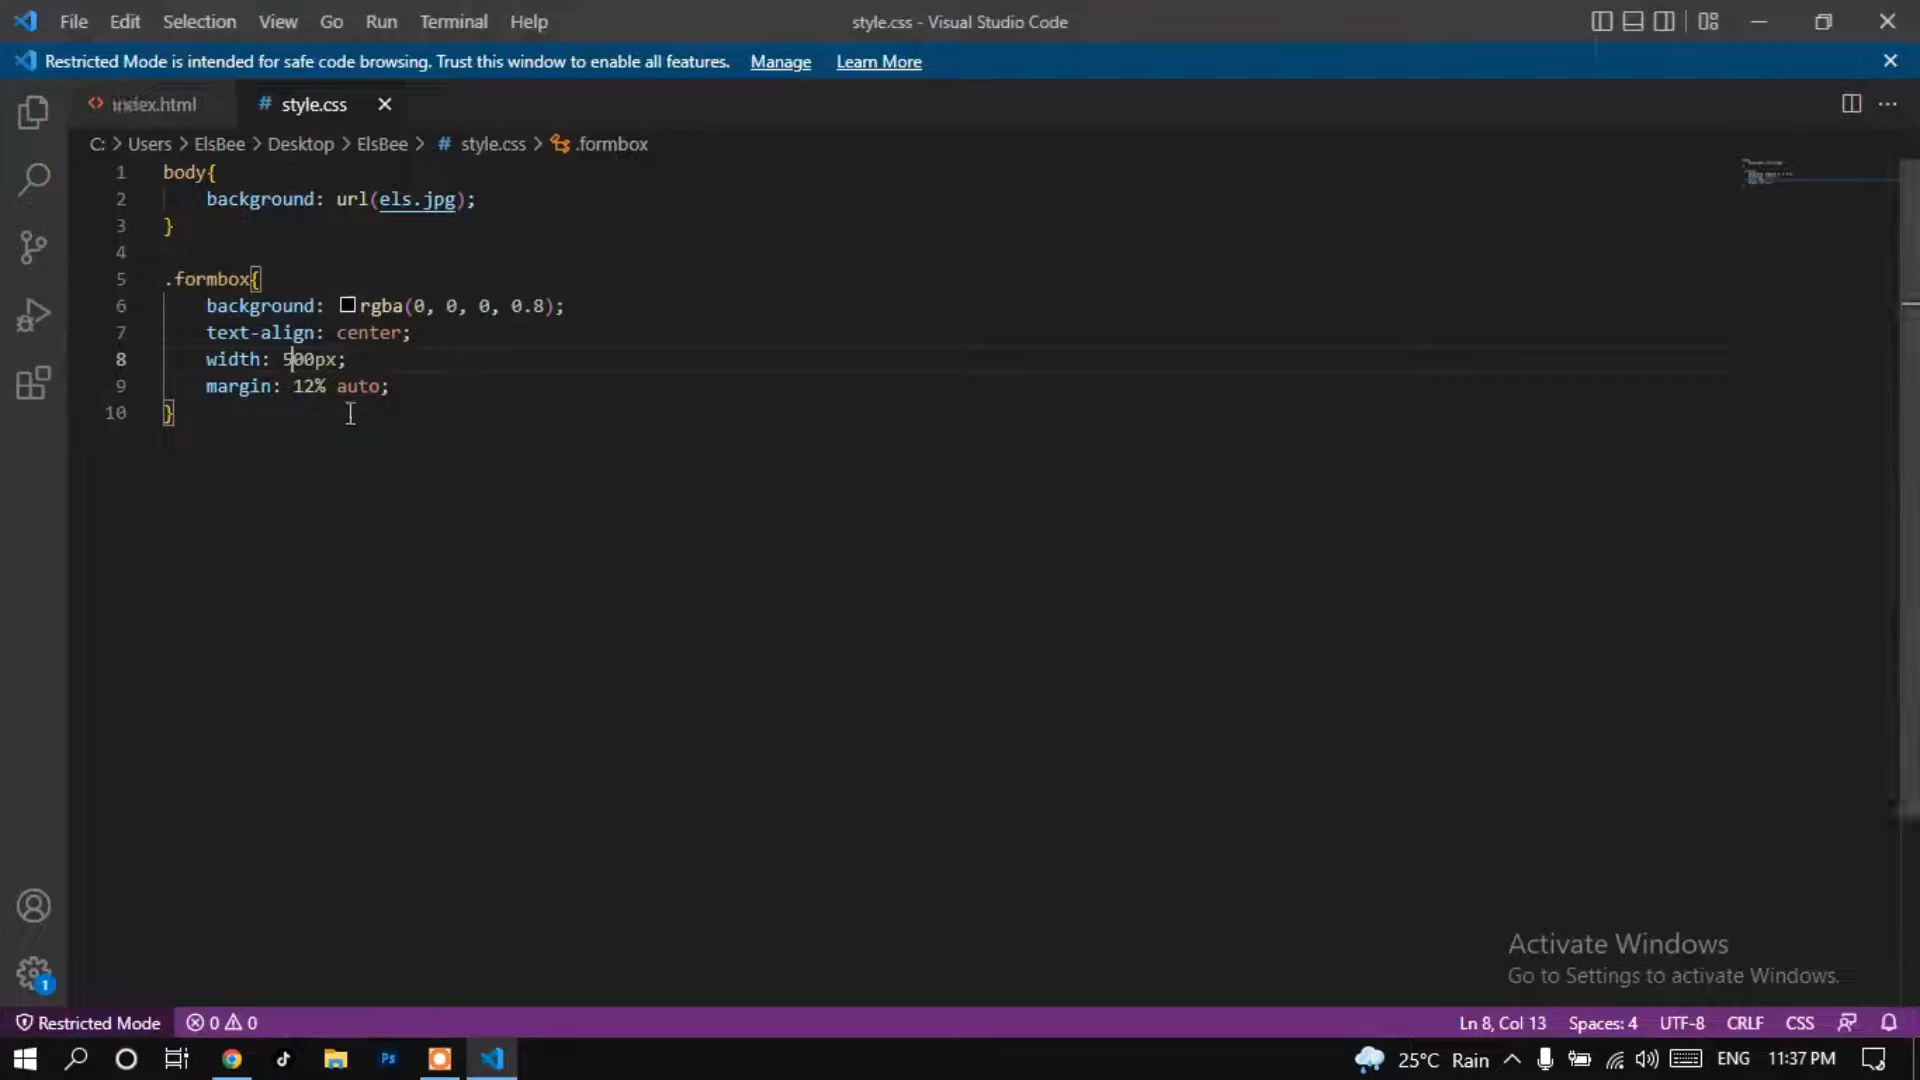 File Edit Selection View Go Run Terminal Help style.css - Visual Studio Code
Restricted Mode is intended for safe code browsing. Trust this window to enable all features. Manage Learn More
index.html # style.css
C: > Users > ElsBee > Desktop > ElsBee > # style.css > .formbox
1 body{
2 background: url(els.jpg);
3 }
4
5 .formbox{
6 background: rgba(0, 0, 0, 0.8);
7 text-align: center;
8 width: 500px;
9 margin: 12% auto;
10 }
Activate Windows
Go to Settings to activate Windows.
1
Restricted Mode 0 0 Ln 8, Col 13 Spaces: 4 UTF-8 CRLF CSS
Ps 25°C Rain ENG 11:37 PM